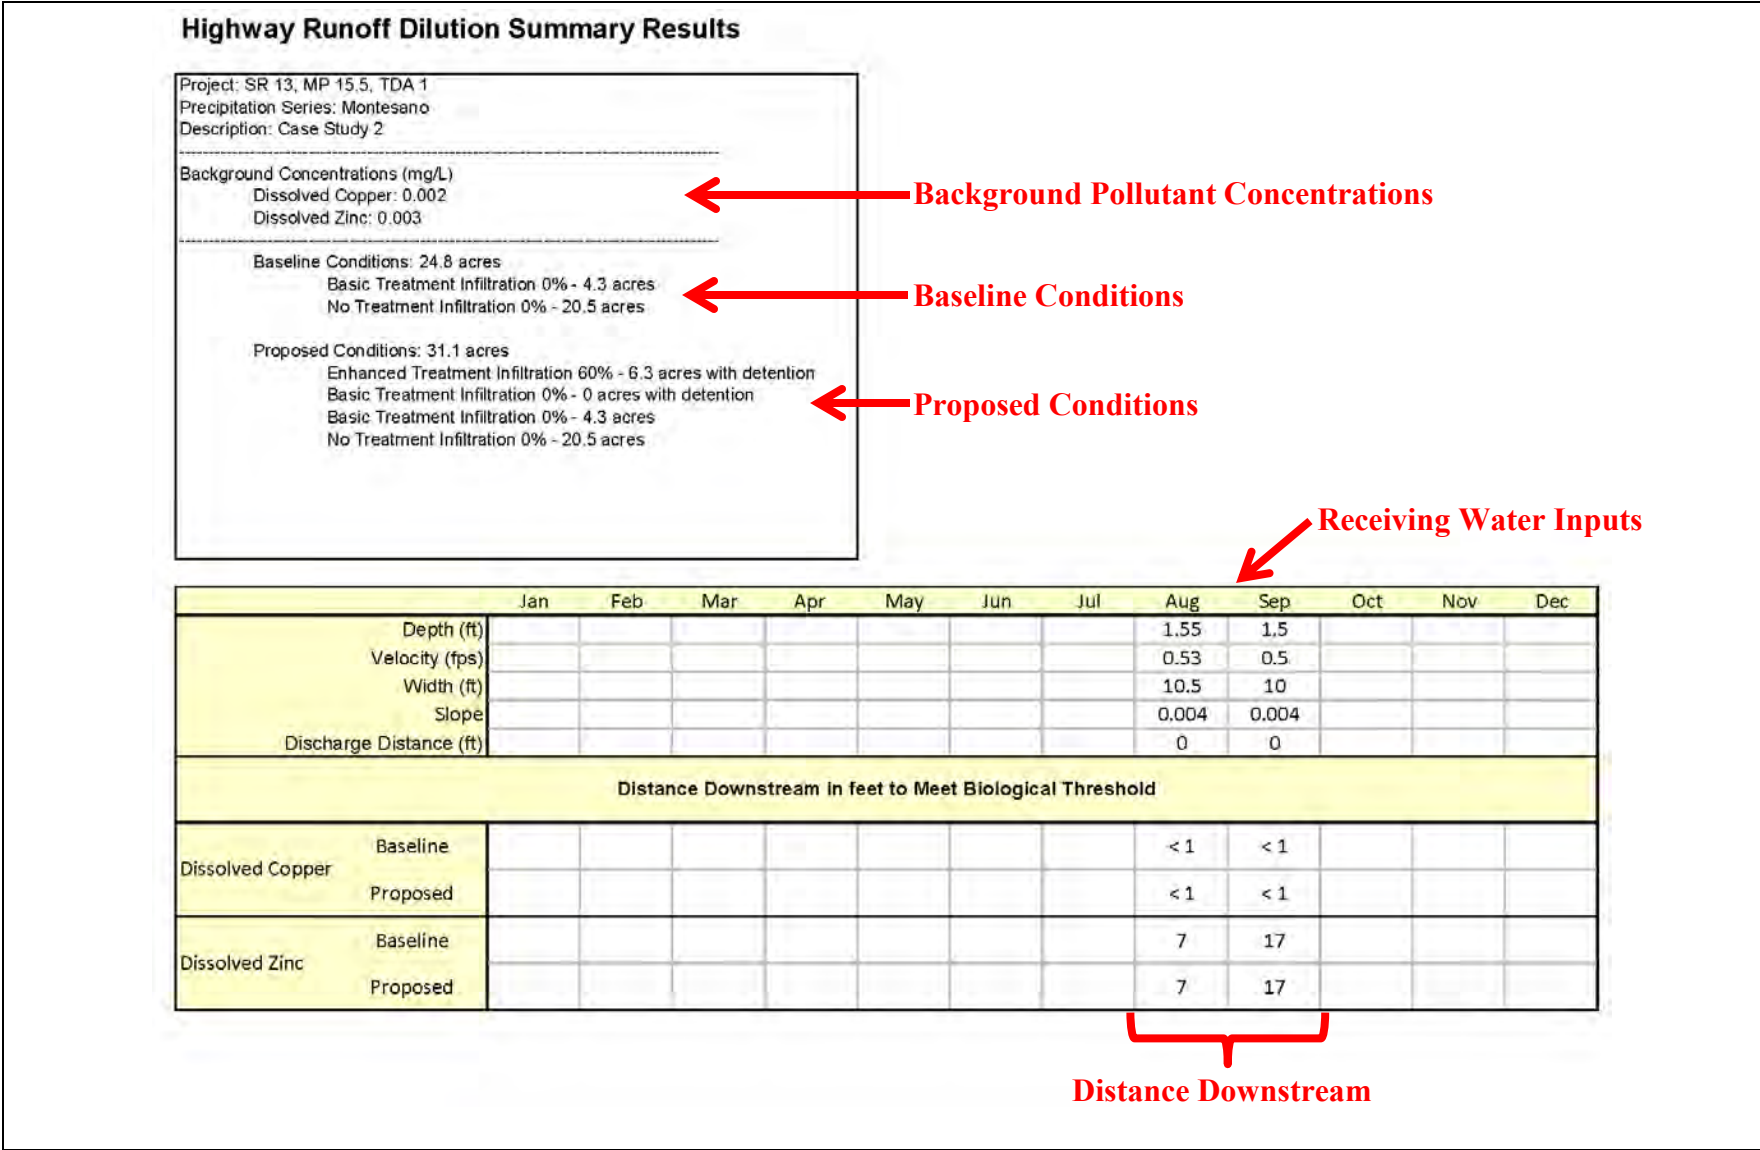 Highway Runoff Dilution Summary Results
Project: SR 13, MP 15.5, TDA 1
Precipitation Series: Montesano
Description: Case Study 2
Background Concentrations (mg/L)
Dissolved Copper: 0.002
Dissolved Zinc: 0.003
Background Pollutant Concentrations
Baseline Conditions: 24.8 acres
Basic Treatment Infiltration 0% - 4.3 acres
No Treatment Infiltration 0% - 20.5 acres
Baseline Conditions
Proposed Conditions: 31.1 acres
Enhanced Treatment Infiltration 60% - 6.3 acres with detention
Basic Treatment Infiltration 0% - 0 acres with detention
Basic Treatment Infiltration 0% - 4.3 acres
No Treatment Infiltration 0% - 20.5 acres
Proposed Conditions
Receiving Water Inputs
Jan Feb Mar Apr May Jun Jul Aug Sep Oct Nov Dec
Depth (ft) 1.55 1.5
Velocity (fps) 0.53 0.5
Width (ft) 10.5 10
Slope 0.004 0.004
Discharge Distance (ft) 0 0
Distance Downstream in feet to Meet Biological Threshold
Dissolved Copper
Baseline < 1 < 1
Proposed < 1 < 1
Dissolved Zinc
Baseline 7 17
Proposed 7 17
Distance Downstream